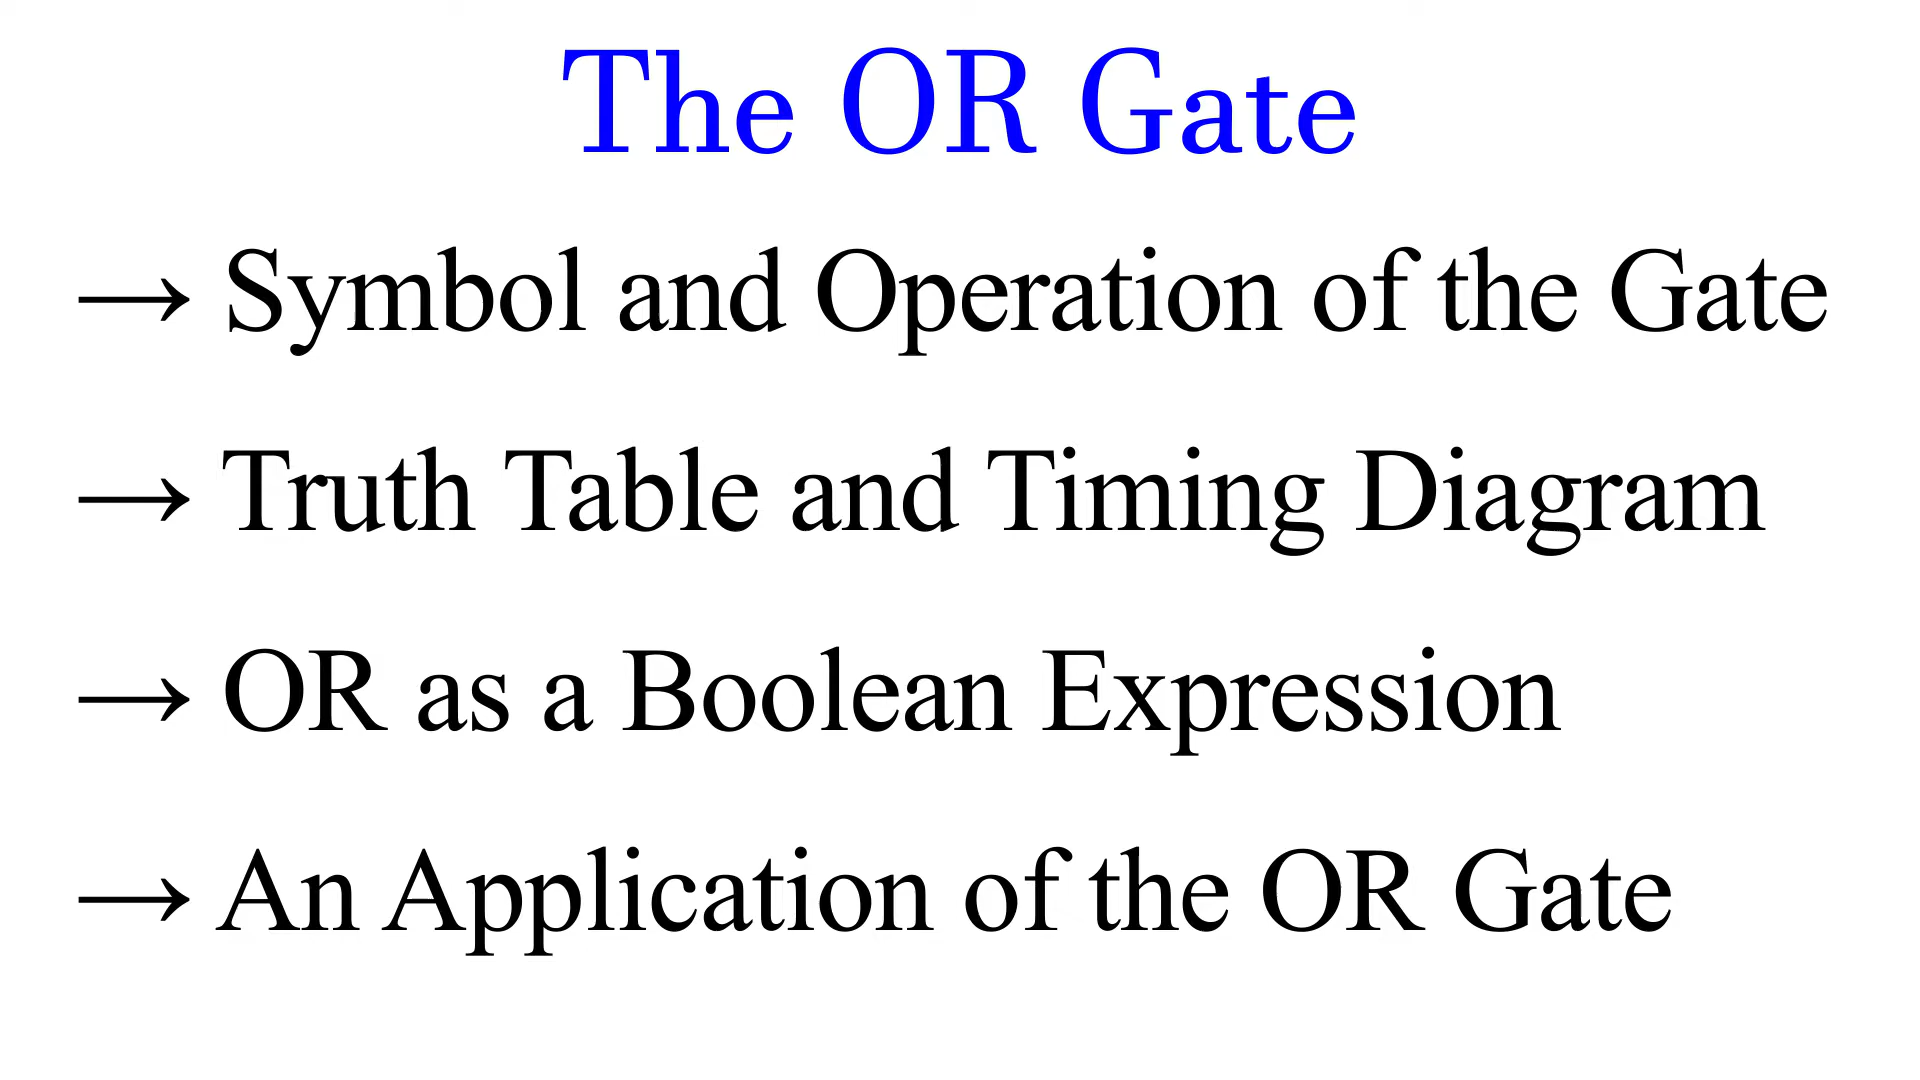 The OR Gate
→ Symbol and Operation of the Gate
→ Truth Table and Timing Diagram
→ OR as a Boolean Expression
→ An Application of the OR Gate